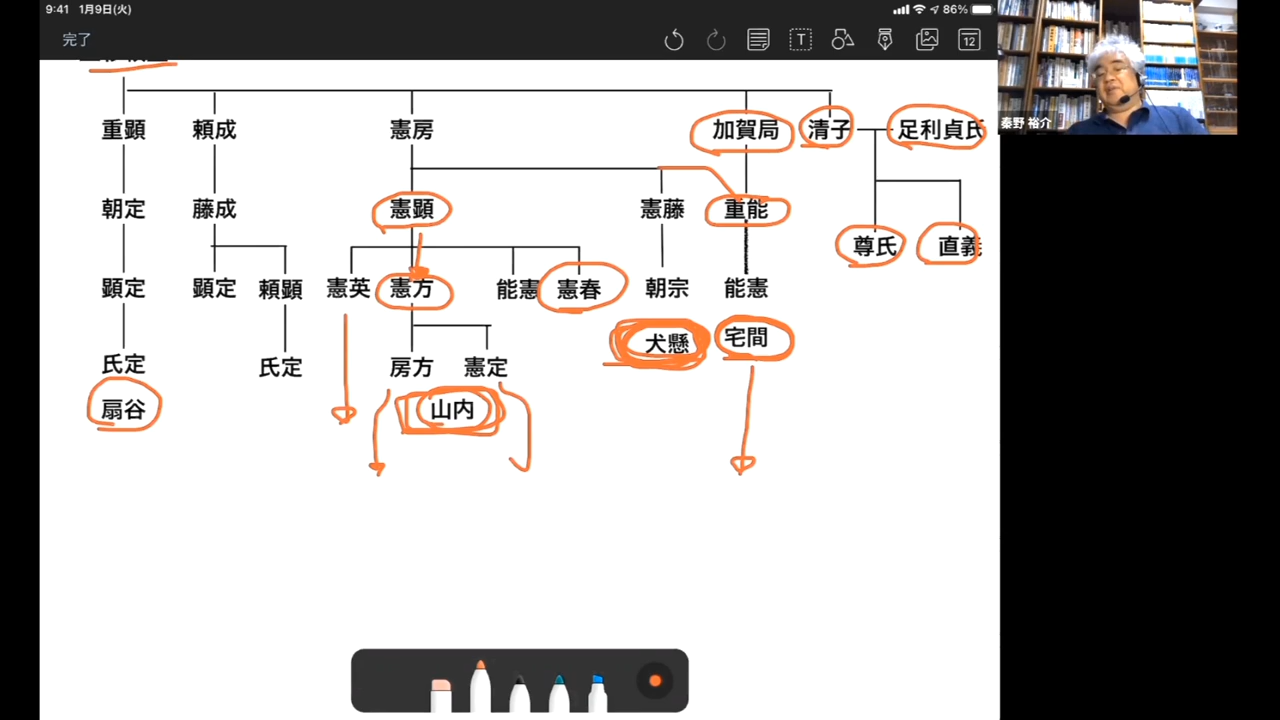 9:41 1月9日(火)
86%
完了
T
12
秦野 裕介
重顕 頼成 憲房 加賀局 清子 足利貞氏
朝定 藤成 憲顕 憲藤 重能
尊氏 直義
顕定 顕定 頼顕 憲英 憲方 能憲 憲春 朝宗 能憲
犬懸 宅間
氏定 氏定 房方 憲定
扇谷 山内